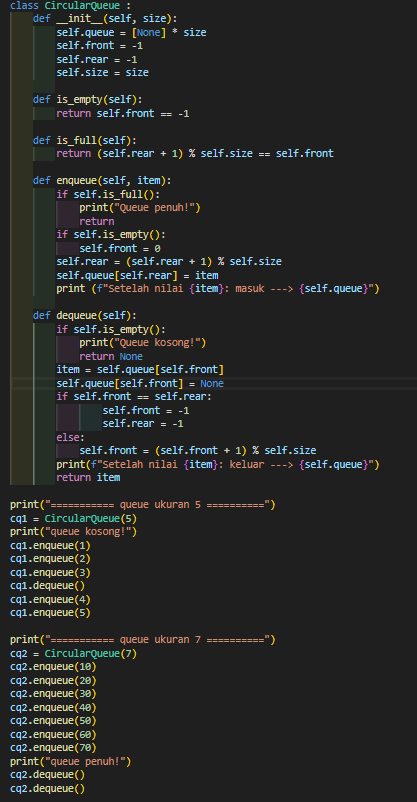 class CircularQueue :
    def __init__(self, size):
        self.queue = [None] * size
        self.front = -1
        self.rear = -1
        self.size = size

    def is_empty(self):
        return self.front == -1

    def is_full(self):
        return (self.rear + 1) % self.size == self.front

    def enqueue(self, item):
        if self.is_full():
            print("Queue penuh!")
            return
        if self.is_empty():
            self.front = 0
        self.rear = (self.rear + 1) % self.size
        self.queue[self.rear] = item
        print (f"Setelah nilai {item}: masuk ---> {self.queue}")

    def dequeue(self):
        if self.is_empty():
            print("Queue kosong!")
            return None
        item = self.queue[self.front]
        self.queue[self.front] = None
        if self.front == self.rear:
                self.front = -1
                self.rear = -1
        else:
            self.front = (self.front + 1) % self.size
        print(f"Setelah nilai {item}: keluar ---> {self.queue}")
        return item

print("=========== queue ukuran 5 ==========")
cq1 = CircularQueue(5)
print("queue kosong!")
cq1.enqueue(1)
cq1.enqueue(2)
cq1.enqueue(3)
cq1.dequeue()
cq1.enqueue(4)
cq1.enqueue(5)

print("=========== queue ukuran 7 ==========")
cq2 = CircularQueue(7)
cq2.enqueue(10)
cq2.enqueue(20)
cq2.enqueue(30)
cq2.enqueue(40)
cq2.enqueue(50)
cq2.enqueue(60)
cq2.enqueue(70)
print("queue penuh!")
cq2.dequeue()
cq2.dequeue()